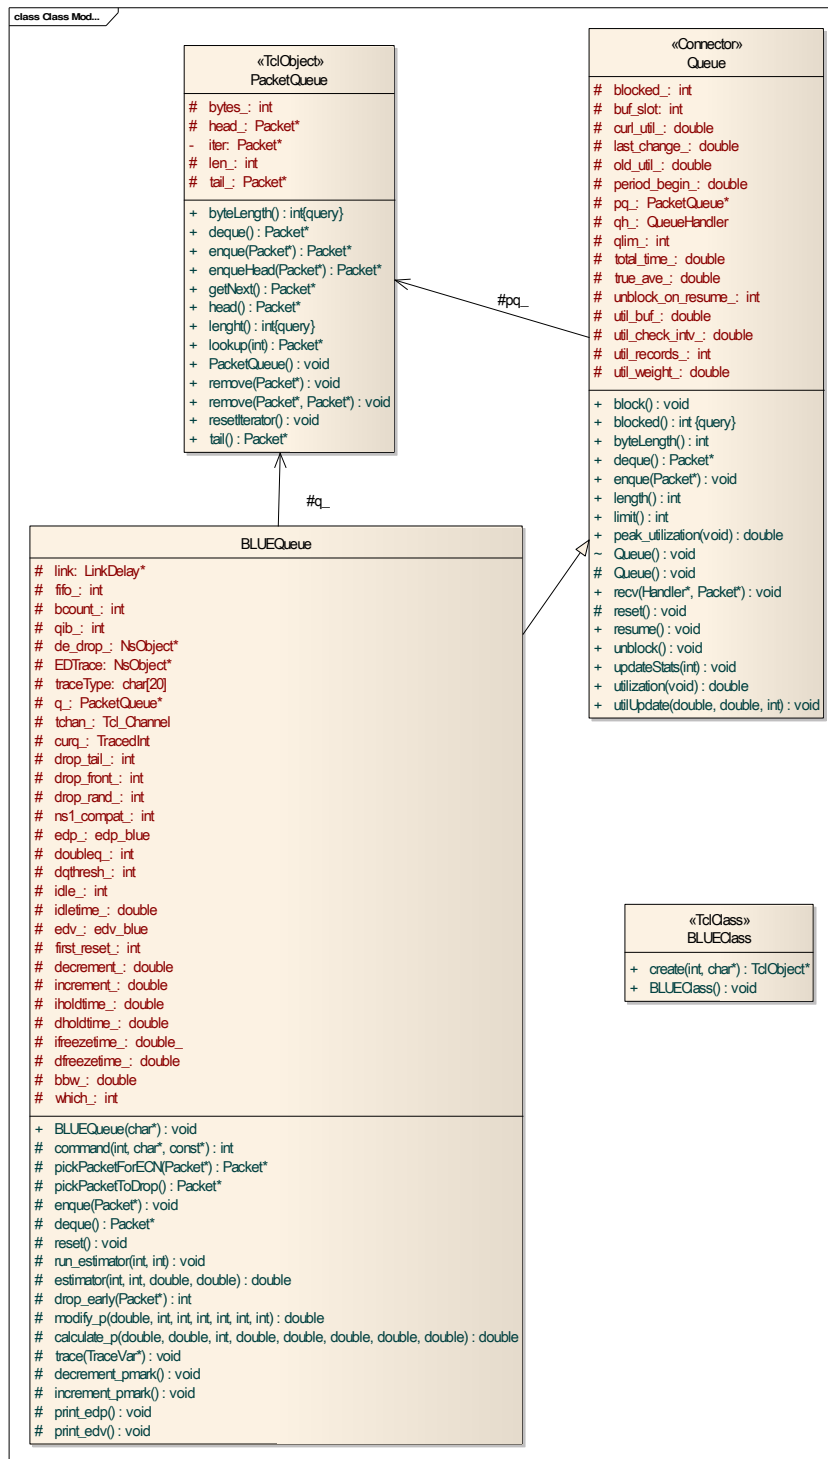 class Class Mod...
«TclObject»
PacketQueue
# bytes_: int
# head_: Packet*
- iter: Packet*
# len_: int
# tail_: Packet*
+ byteLength() : int{query}
+ deque() : Packet*
+ enque(Packet*) : Packet*
+ enqueHead(Packet*) : Packet*
+ getNext() : Packet*
+ head() : Packet*
+ lenght() : int{query}
+ lookup(int) : Packet*
+ PacketQueue() : void
+ remove(Packet*) : void
+ remove(Packet*, Packet*) : void
+ resetIterator() : void
+ tail() : Packet*
«Connector»
Queue
# blocked_: int
# buf_slot: int
# curl_util_: double
# last_change_: double
# old_util_: double
# period_begin_: double
# pq_: PacketQueue*
# qh_: QueueHandler
# qlim_: int
# total_time_: double
# true_ave_: double
# unblock_on_resume_: int
# util_buf_: double
# util_check_intv_: double
# util_records_: int
# util_weight_: double
+ block() : void
+ blocked() : int {query}
+ byteLength() : int
+ deque() : Packet*
+ enque(Packet*) : void
+ length() : int
+ limit() : int
+ peak_utilization(void) : double
~ Queue() : void
# Queue() : void
+ recv(Handler*, Packet*) : void
# reset() : void
+ resume() : void
+ unblock() : void
+ updateStats(int) : void
+ utilization(void) : double
+ utilUpdate(double, double, int) : void
#pq_
#q_
BLUEQueue
# link: LinkDelay*
# fifo_: int
# bcount_: int
# qib_: int
# de_drop_: NsObject*
# EDTrace: NsObject*
# traceType: char[20]
# q_: PacketQueue*
# tchan_: Tcl_Channel
# curq_: TracedInt
# drop_tail_: int
# drop_front_: int
# drop_rand_: int
# ns1_compat_: int
# edp_: edp_blue
# doubleq_: int
# dqthresh_: int
# idle_: int
# idletime_: double
# edv_: edv_blue
# first_reset_: int
# decrement_: double
# increment_: double
# iholdtime_: double
# dholdtime_: double
# ifreezetime_: double_
# dfreezetime_: double
# bbw_: double
# which_: int
+ BLUEQueue(char*) : void
# command(int, char*, const*) : int
# pickPacketForECN(Packet*) : Packet*
# pickPacketToDrop() : Packet*
# enque(Packet*) : void
# deque() : Packet*
# reset() : void
# run_estimator(int, int) : void
# estimator(int, int, double, double) : double
# drop_early(Packet*) : int
# modify_p(double, int, int, int, int, int, int) : double
# calculate_p(double, double, int, double, double, double, double, double) : double
# trace(TraceVar*) : void
# decrement_pmark() : void
# increment_pmark() : void
# print_edp() : void
# print_edv() : void
«TclClass»
BLUEClass
+ create(int, char*) : TclObject*
+ BLUEClass() : void